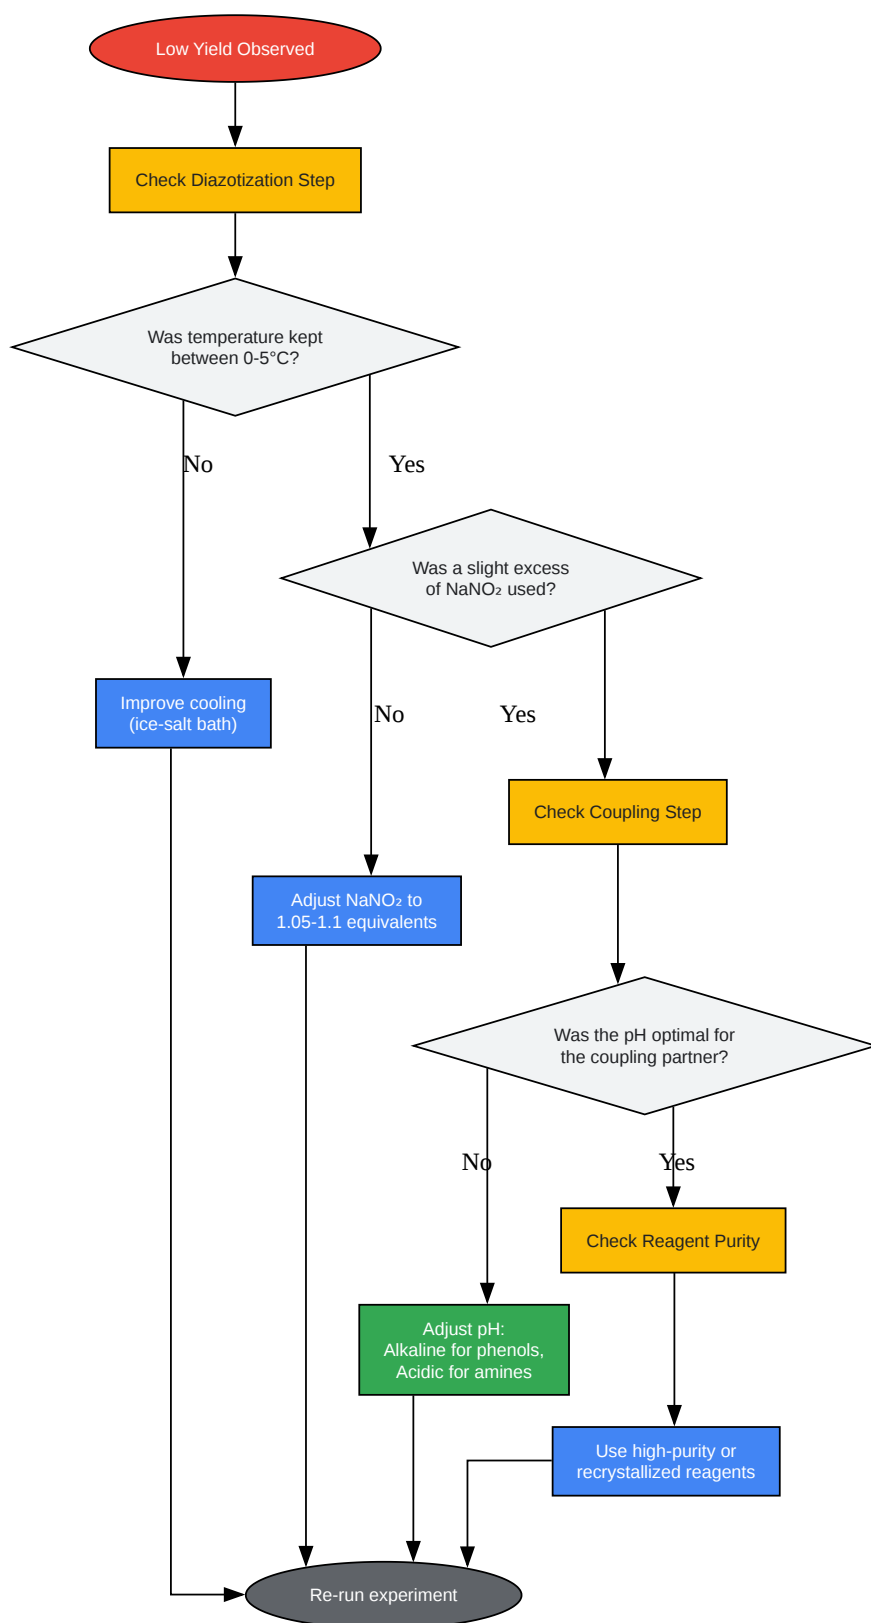 Low Yield Observed
Check Diazotization Step
Was temperature kept
between 0-5°C?
No
Yes
Was a slight excess
of NaNO₂ used?
Improve cooling
(ice-salt bath)
No
Yes
Check Coupling Step
Adjust NaNO₂ to
1.05-1.1 equivalents
Was the pH optimal for
the coupling partner?
No
Yes
Check Reagent Purity
Adjust pH:
Alkaline for phenols,
Acidic for amines
Use high-purity or
recrystallized reagents
Re-run experiment